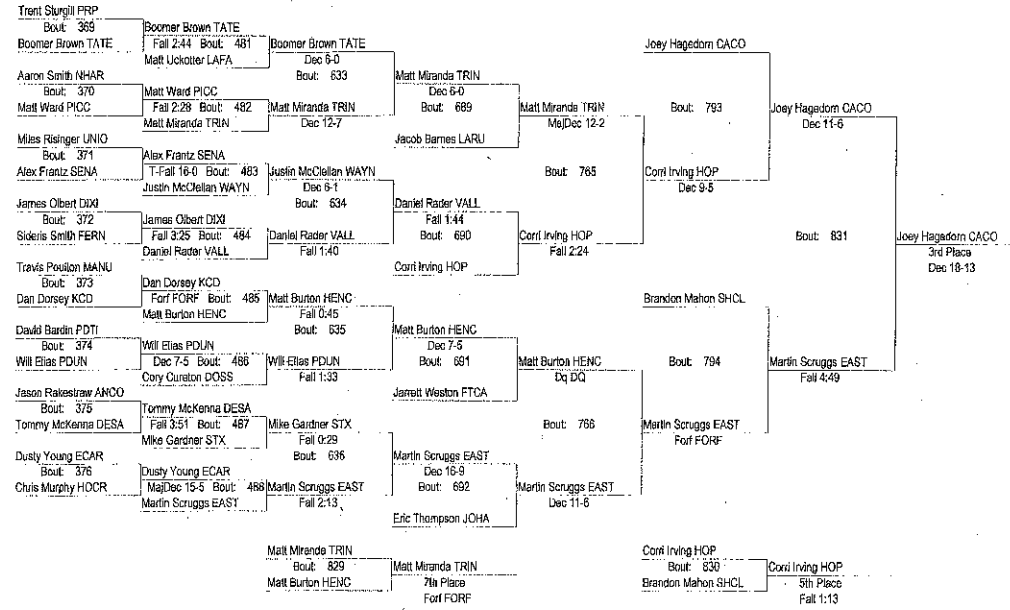 Trent Sturgill PRP
Bout: 369
Boomer Brown TATE
Boomer Brown TATE
Fall 2:44 Bout: 481
Matt Uckotter LAFA
Boomer Brown TATE
Dec 6-0
Bout: 633
Aaron Smith NHAR
Bout: 370
Matt Ward PICC
Matt Ward PICC
Fall 2:28 Bout: 482
Matt Miranda TRIN
Matt Miranda TRIN
Dec 12-7
Matt Miranda TRIN
Dec 6-0
Bout: 689
Jacob Barnes LARU
Matt Miranda TRIN
MajDec 12-2
Bout: 765
Miles Risinger UNIO
Bout: 371
Alex Frantz SENA
Alex Frantz SENA
T-Fall 16-0 Bout: 483
Justin McClellan WAYN
Justin McClellan WAYN
Dec 6-1
Bout: 634
James Olbert DIXI
Bout: 372
Sideris Smith FERN
James Olbert DIXI
Fall 3:25 Bout: 484
Daniel Rader VALL
Daniel Rader VALL
Fall 1:40
Daniel Rader VALL
Fall 1:44
Bout: 690
Corri Irving HOP
Corri Irving HOP
Fall 2:24
Joey Hagedorn CACO
Bout: 793
Corri Irving HOP
Dec 9-5
Joey Hagedorn CACO
Dec 11-6
Bout: 831
Joey Hagedorn CACO
3rd Place
Dec 18-13
Travis Poullon MANU
Bout: 373
Dan Dorsey KCD
Dan Dorsey KCD
Forf FORF Bout: 485
Matt Burton HENC
Matt Burton HENC
Fall 0:45
Bout: 635
David Bardin PDTI
Bout: 374
Will Elias PDUN
Will Elias PDUN
Dec 7-5 Bout: 486
Cory Cureton DOSS
Will Elias PDUN
Fall 1:33
Matt Burton HENC
Dec 7-5
Bout: 691
Jarrett Weston FTCA
Matt Burton HENC
Dq DQ
Bout: 766
Jason Rakestraw ANCO
Bout: 375
Tommy McKenna DESA
Tommy McKenna DESA
Fall 3:51 Bout: 487
Mike Gardner STX
Mike Gardner STX
Fall 0:29
Bout: 636
Dusty Young ECAR
Bout: 376
Chris Murphy HDCR
Dusty Young ECAR
MajDec 15-5 Bout: 488
Martin Scruggs EAST
Martin Scruggs EAST
Fall 2:13
Martin Scruggs EAST
Dec 16-9
Bout: 692
Eric Thompson JOHA
Martin Scruggs EAST
Dec 11-6
Brandon Mahon SHCL
Bout: 794
Martin Scruggs EAST
Forf FORF
Martin Scruggs EAST
Fall 4:49
Matt Miranda TRIN
Bout: 829
Matt Burton HENC
Matt Miranda TRIN
7th Place
Forf FORF
Corri Irving HOP
Bout: 830
Brandon Mahon SHCL
Corri Irving HOP
5th Place
Fall 1:13